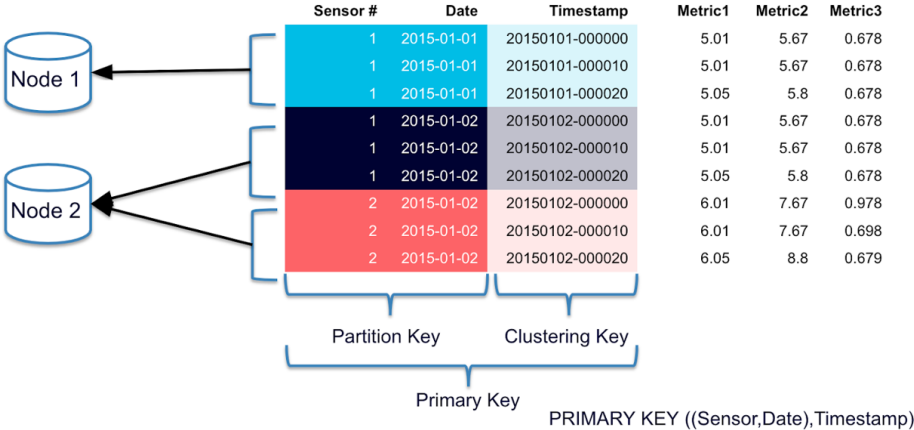 Sensor # Date Timestamp Metric1 Metric2 Metric3
1 2015-01-01 20150101-000000 5.01 5.67 0.678
1 2015-01-01 20150101-000010 5.01 5.67 0.678
1 2015-01-01 20150101-000020 5.05 5.8 0.678
1 2015-01-02 20150102-000000 5.01 5.67 0.678
1 2015-01-02 20150102-000010 5.01 5.67 0.678
1 2015-01-02 20150102-000020 5.05 5.8 0.678
2 2015-01-02 20150102-000000 6.01 7.67 0.978
2 2015-01-02 20150102-000010 6.01 7.67 0.698
2 2015-01-02 20150102-000020 6.05 8.8 0.679
Node 1
Node 2
Partition Key
Clustering Key
Primary Key
PRIMARY KEY ((Sensor,Date),Timestamp)